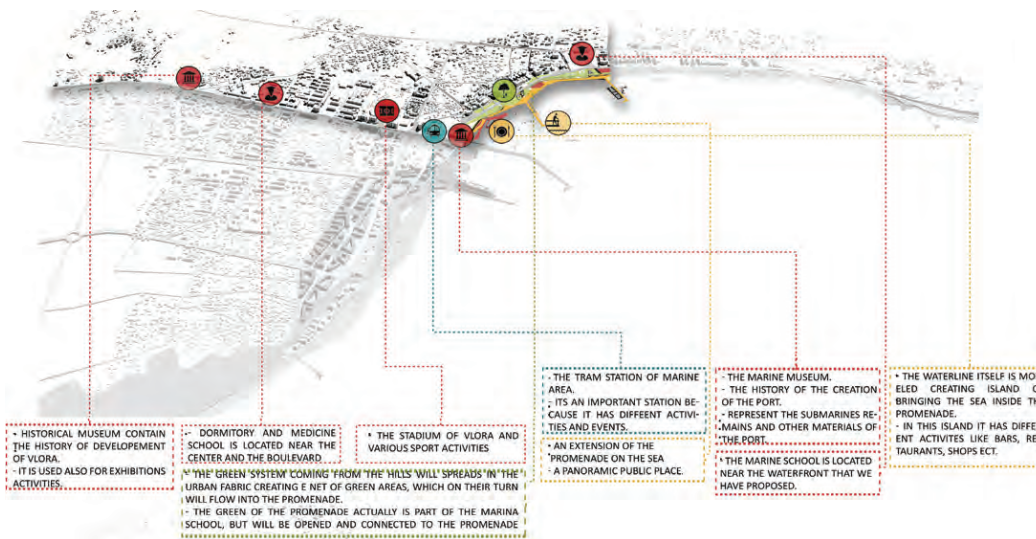 - HISTORICAL MUSEUM CONTAIN
THE HISTORY OF DEVELOPEMENT
OF VLORA.
- IT IS USED ALSO FOR EXHIBITIONS
ACTIVITIES.
- DORMITORY AND MEDICINE
SCHOOL IS LOCATED NEAR THE
CENTER AND THE BOULEVARD
- THE STADIUM OF VLORA AND
VARIOUS SPORT ACTIVITIES
- THE GREEN SYSTEM COMING FROM THE HILLS WILL SPREADS IN THE
URBAN FABRIC CREATING E NET OF GREEN AREAS, WHICH ON THEIR TURN
WILL FLOW INTO THE PROMENADE.
- THE GREEN OF THE PROMENADE ACTUALLY IS PART OF THE MARINA
SCHOOL, BUT WILL BE OPENED AND CONNECTED TO THE PROMENADE
- THE TRAM STATION OF MARINE
AREA.
- ITS AN IMPORTANT STATION BE-
CAUSE IT HAS DIFFEENT ACTIVI-
TIES AND EVENTS.
- AN EXTENSION OF THE
PROMENADE ON THE SEA
- A PANORAMIC PUBLIC PLACE.
- THE MARINE MUSEUM.
- THE HISTORY OF THE CREATION
OF THE PORT.
- REPRESENT THE SUBMARINES RE-
MAINS AND OTHER MATERIALS OF
THE PORT.
- THE MARINE SCHOOL IS LOCATED
NEAR THE WATERFRONT THAT WE
HAVE PROPOSED.
- THE WATERLINE ITSELF IS MO
ELED CREATING ISLAND
BRINGING THE SEA INSIDE TH
PROMENADE.
- IN THIS ISLAND IT HAS DIFFE
ENT ACTIVITES LIKE BARS, RE
TAURANTS, SHOPS ECT.